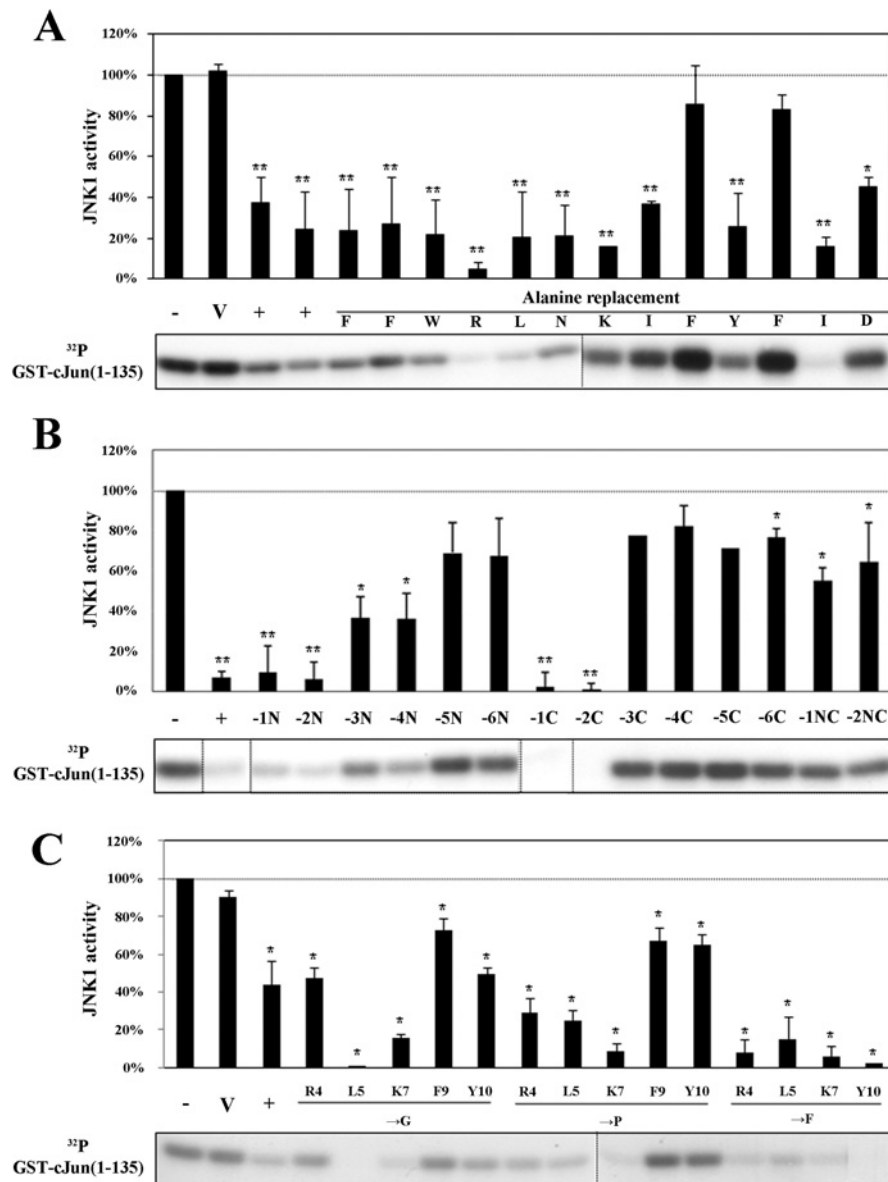 A
120%
100%
80%
60%
40%
20%
0%
JNK1 activity
** ** ** ** ** ** ** ** ** ** ** ** *
Alanine replacement
- V + + F F W R L N K I F Y F I D
32P
GST-cJun(1-135)
B
120%
100%
80%
60%
40%
20%
0%
JNK1 activity
** ** ** * * ** ** * * *
- + -1N -2N -3N -4N -5N -6N -1C -2C -3C -4C -5C -6C -1NC -2NC
32P
GST-cJun(1-135)
C
120%
100%
80%
60%
40%
20%
0%
JNK1 activity
* * * * * * * * * * * * * * *
- V + R4 L5 K7 F9 Y10 R4 L5 K7 F9 Y10 R4 L5 K7 Y10
→G →P →F
32P
GST-cJun(1-135)